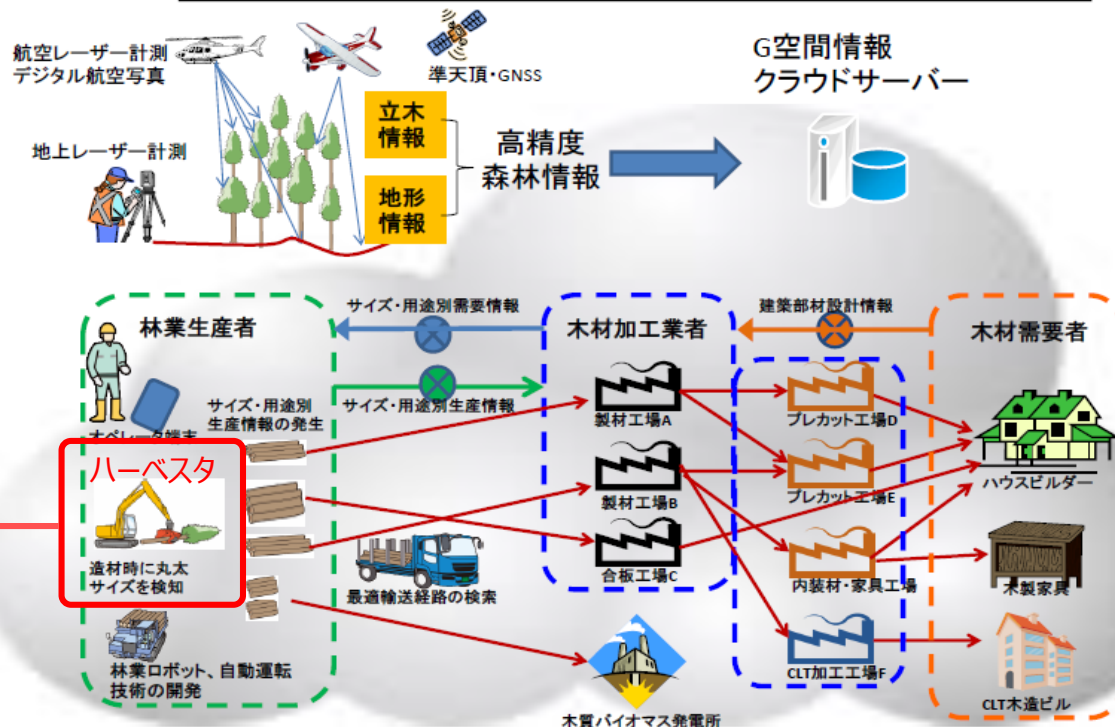 航空レーザー計測
デジタル航空写真
準天頂・GNSS
G空間情報
クラウドサーバー
立木
情報
地上レーザー計測
高精度
森林情報
地形
情報
林業生産者
サイズ・用途別需要情報
木材加工業者
建築部材設計情報
木材需要者
サイズ・用途別
生産情報の発生
サイズ・用途別生産情報
オペレータ端末
製材工場A
プレカット工場D
ハーベスタ
製材工場B
プレカット工場E
ハウスビルダー
造材時に丸太
サイズを検知
合板工場C
内装材・家具工場
木製家具
最適輸送経路の検索
林業ロボット、自動運転
技術の開発
CLT加工工場F
CLT木造ビル
木質バイオマス発電所